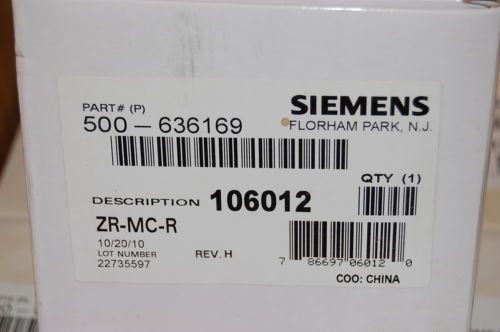 PART# (P)
500-636169
SIEMENS
FLORHAM PARK, N.J.
QTY (1)
DESCRIPTION 106012
ZR-MC-R
10/20/10
LOT NUMBER REV. H
22735597
7 86697 06012 0
COO: CHINA